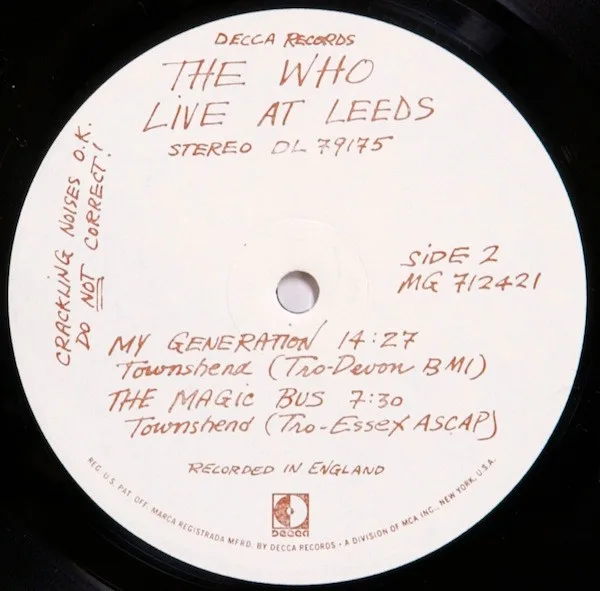 DECCA RECORDS
THE WHO
LIVE AT LEEDS
STEREO DL 79175
CRACKLING NOISES O.K.
DO NOT CORRECT!
SIDE 2
MG 712421
MY GENERATION 14:27
Townshend (Tro-Devon BMI)
THE MAGIC BUS 7:30
Townshend (Tro-Essex ASCAP)
RECORDED IN ENGLAND
DECCA
REG. U.S. PAT. OFF. MARCA REGISTRADA MFRD. BY DECCA RECORDS • A DIVISION OF MCA INC., NEW YORK, U.S.A.